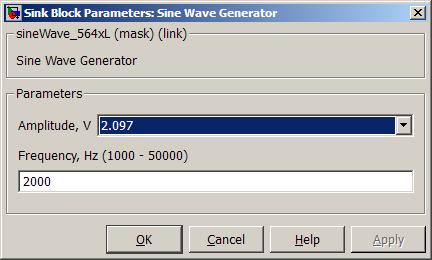 Sink Block Parameters: Sine Wave Generator
sineWave_564xL (mask) (link)
Sine Wave Generator
Parameters
Amplitude, V 2.097
Frequency, Hz (1000 - 50000)
2000
OK Cancel Help Apply